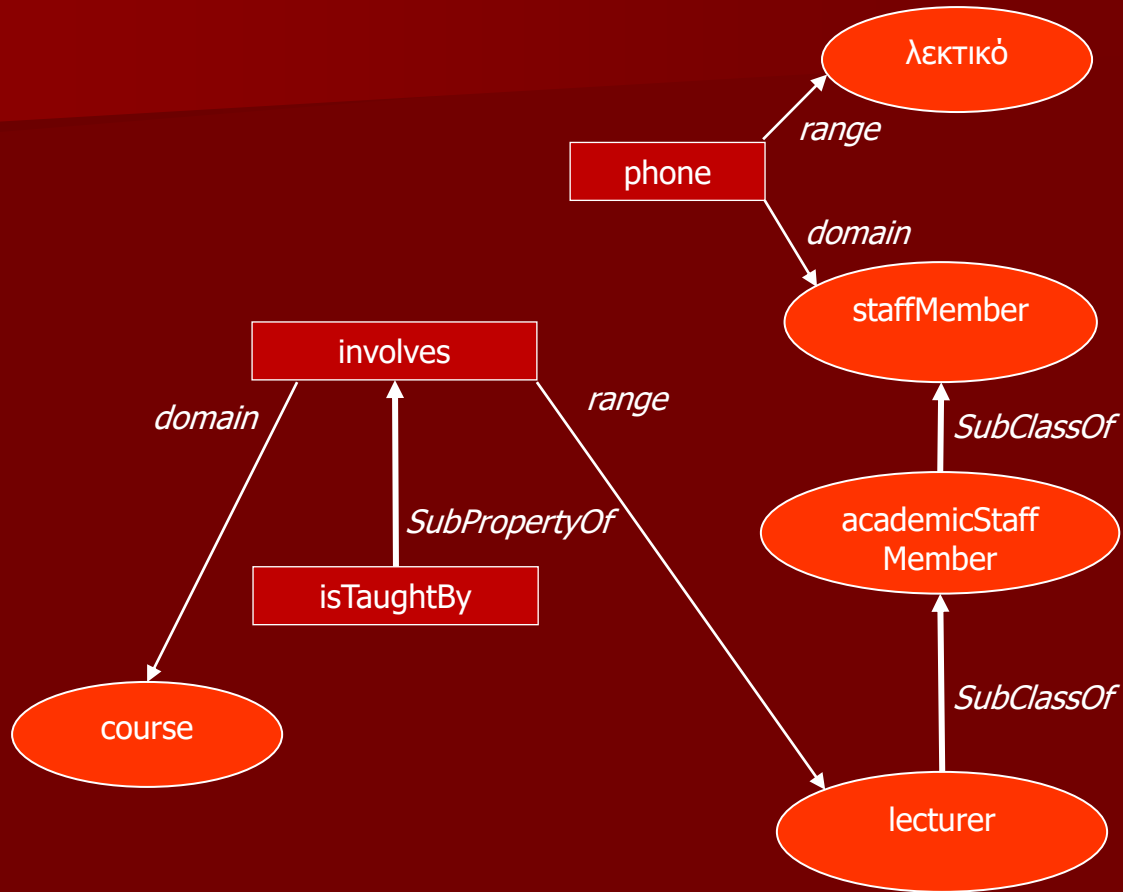 λεκτικό
range
phone
domain
staffMember
involves
domain
range
SubClassOf
SubPropertyOf
academicStaff
Member
isTaughtBy
SubClassOf
course
lecturer